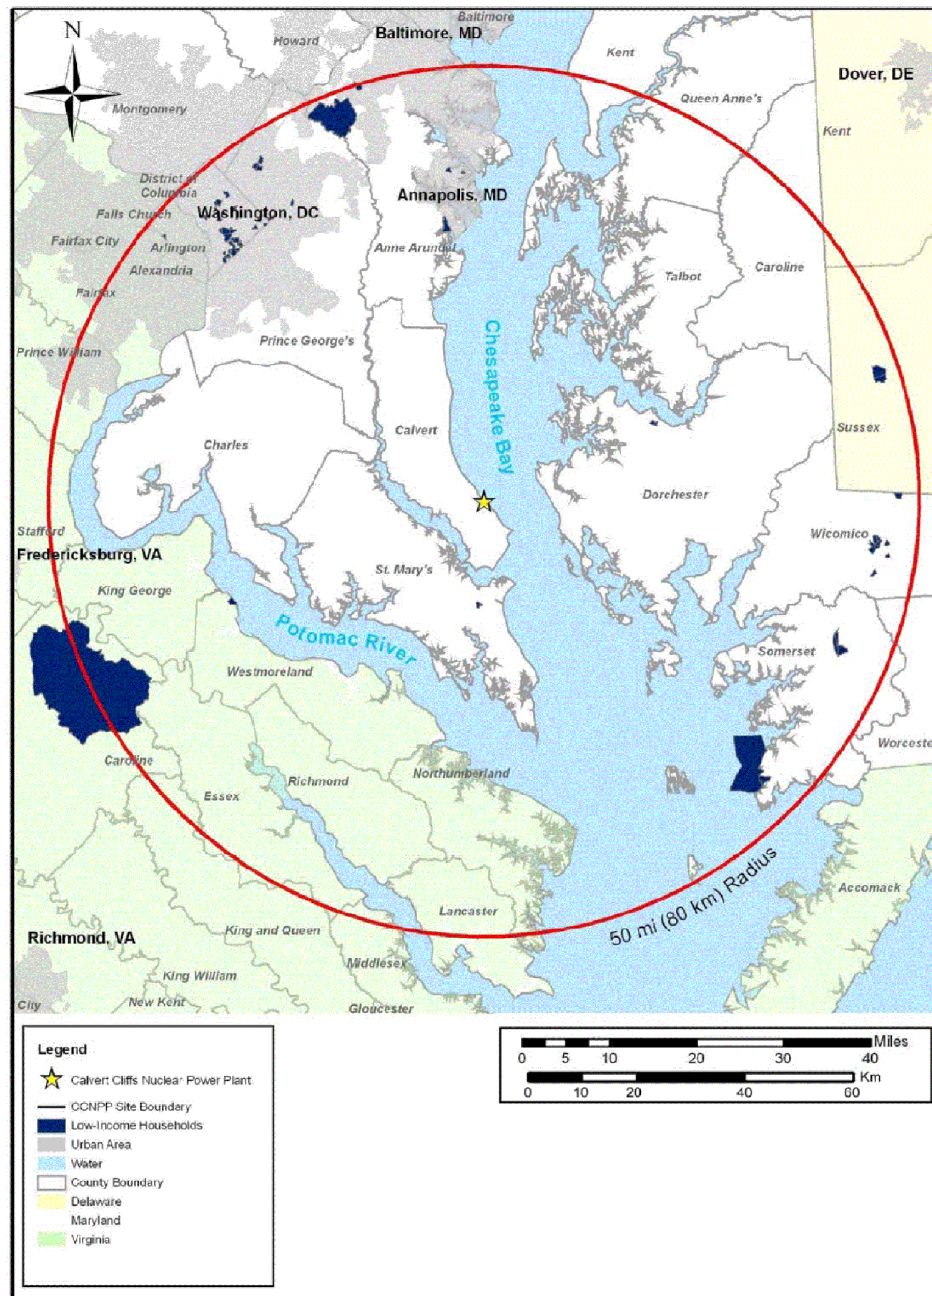 Baltimore
Howard
Baltimore, MD
N
Kent
Dover, DE
Montgomery
Queen Anne's
Kent
District of
Columbia
Annapolis, MD
Falls Church
Washington, DC
Fairfax City
Arlington
Anne Arundel
Alexandria
Talbot
Caroline
Fairfax
Prince George's
Prince William
Chesapeake Bay
Calvert
Sussex
Charles
Dorchester
Stafford
Wicomico
Fredericksburg, VA
St. Mary's
King George
Potomac River
Somerset
Westmoreland
Worcester
Caroline
Richmond
Northumberland
Essex
Accomack
50 mi (80 km) Radius
Lancaster
King and Queen
Richmond, VA
Middlesex
King William
New Kent
City
Gloucester
Legend
Calvert Cliffs Nuclear Power Plant
CCNPP Site Boundary
Low-Income Households
Urban Area
Water
County Boundary
Delaware
Maryland
Virginia
Miles
0 5 10 20 30 40
Km
0 10 20 40 60